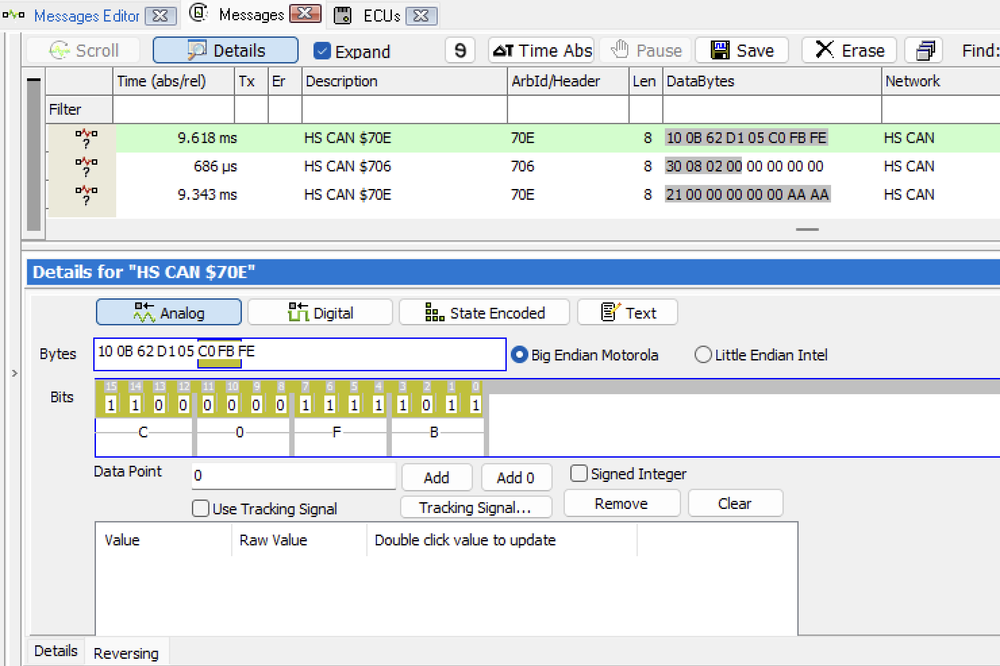 Messages Editor Messages ECUs
Scroll Details Expand Time Abs Pause Save Erase Find:
Time (abs/rel) Tx Er Description ArbId/Header Len DataBytes Network
Filter
? 9.618 ms HS CAN $70E 70E 8 10 0B 62 D1 05 C0 FB FE HS CAN
? 686 µs HS CAN $706 706 8 30 08 02 00 00 00 00 00 HS CAN
? 9.343 ms HS CAN $70E 70E 8 21 00 00 00 00 00 AA AA HS CAN
Details for "HS CAN $70E"
Analog Digital State Encoded Text
Bytes 10 0B 62 D1 05 C0 FB FE Big Endian Motorola Little Endian Intel
15 14 13 12 11 10 9 8 7 6 5 4 3 2 1 0
Bits 1 1 0 0 0 0 0 0 1 1 1 1 1 0 1 1
C 0 F B
Data Point 0 Add Add 0 Signed Integer
Use Tracking Signal Tracking Signal... Remove Clear
Value Raw Value Double click value to update
Details Reversing